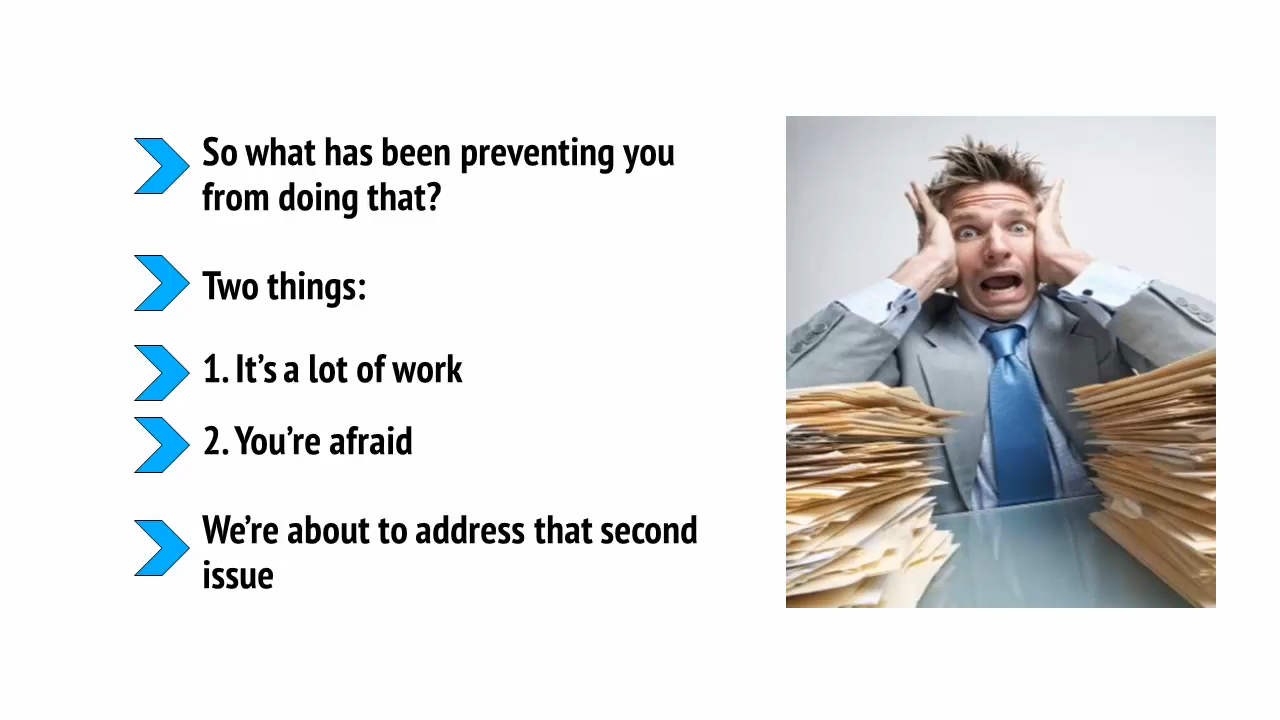 So what has been preventing you
from doing that?
Two things:
1. It’s a lot of work
2. You’re afraid
We’re about to address that second
issue